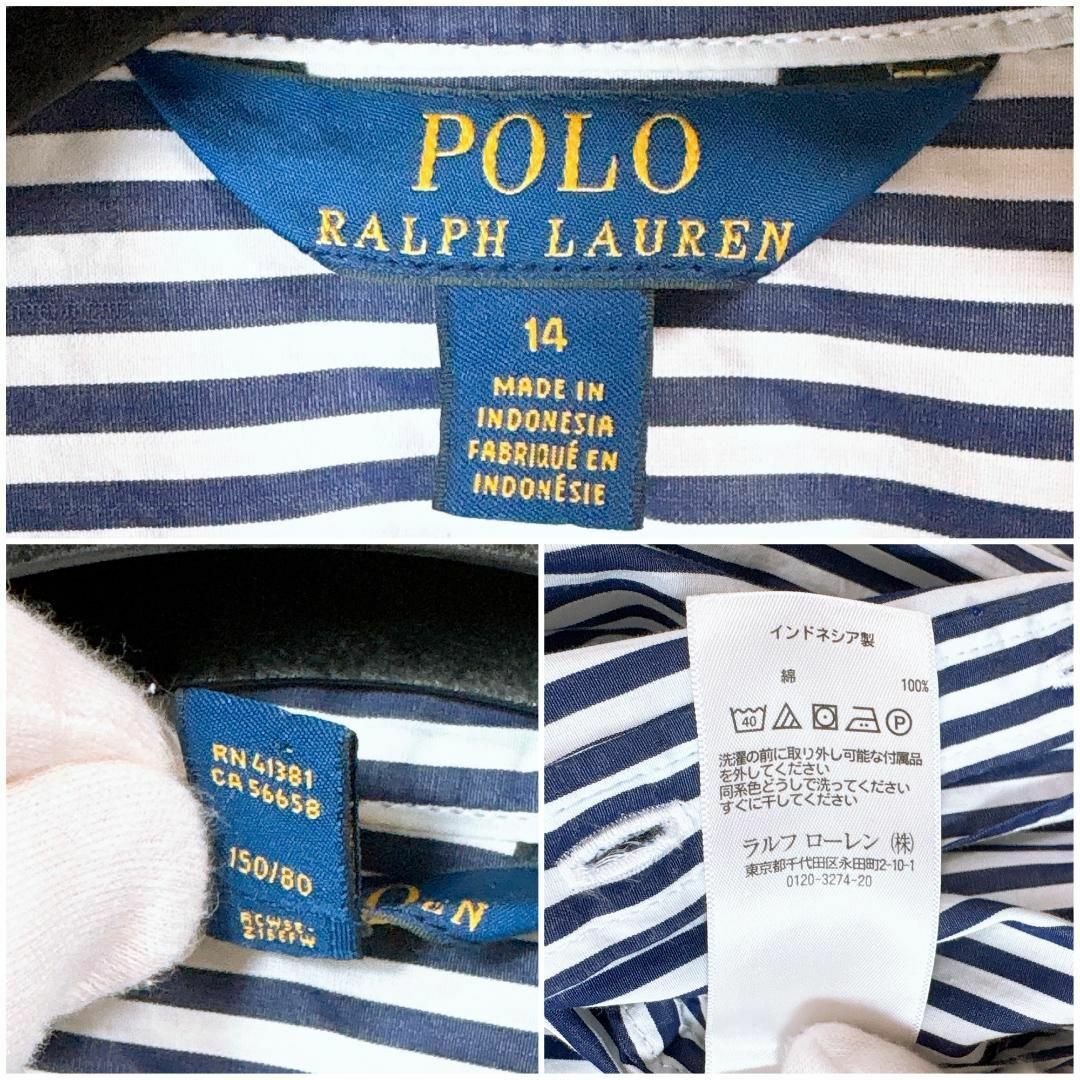 POLO
RALPH LAUREN
14
MADE IN
INDONESIA
FABRIQUÉ EN
INDONÉSIE
RN 41381
CA 56658
150/80
インドネシア製
綿
100%
40
P
洗濯の前に取り外し可能な付属品
を外してください
同系色どうしで洗ってください
すぐに干してください
ラルフ ローレン (株)
東京都千代田区永田町2-10-1
0120-3274-20